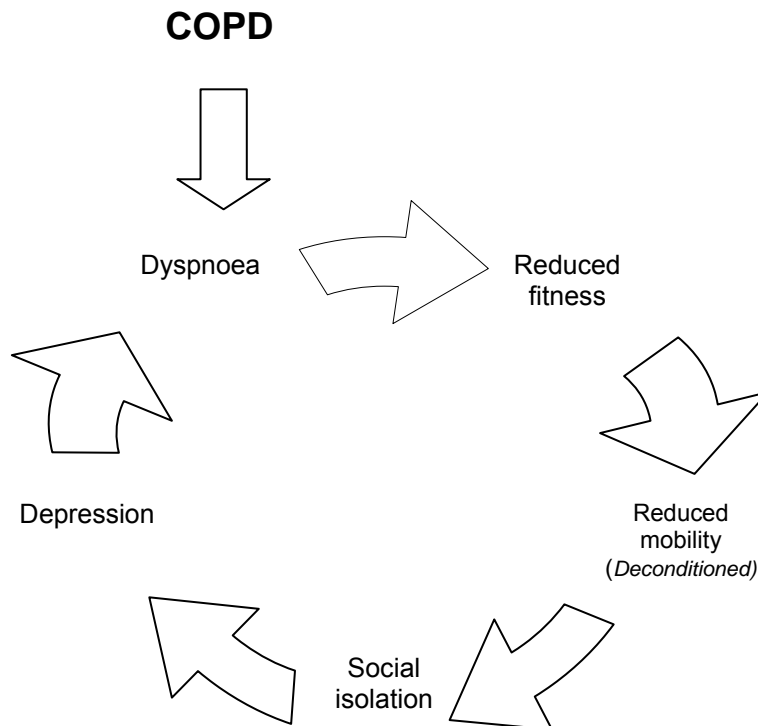 COPD
Dyspnoea
Reduced
fitness
Reduced
mobility
(Deconditioned)
Social
isolation
Depression